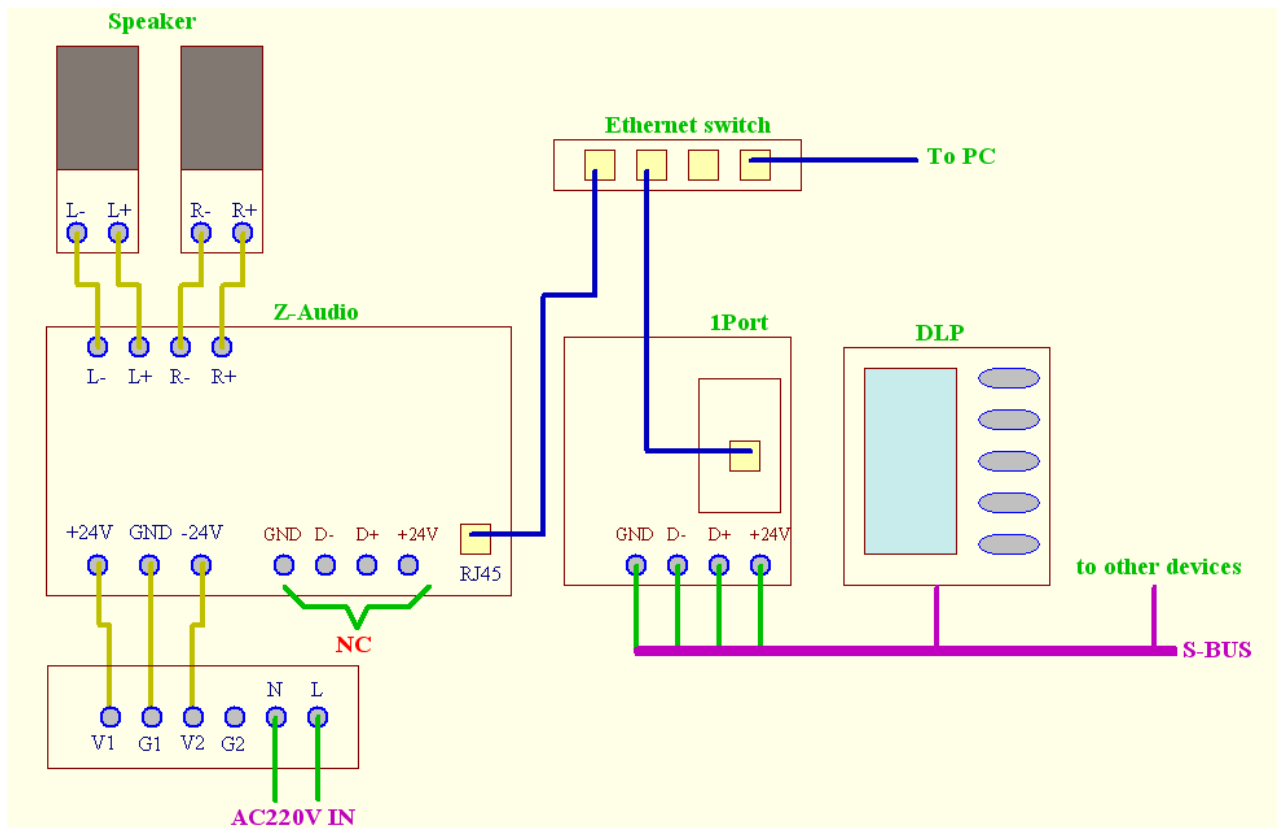 Speaker
Ethernet switch
To PC
L- L+ R- R+
Z-Audio
1Port
DLP
L- L+ R- R+
+24V GND -24V GND D- D+ +24V
RJ45
GND D- D+ +24V
to other devices
NC
S-BUS
N L
V1 G1 V2 G2
AC220V IN